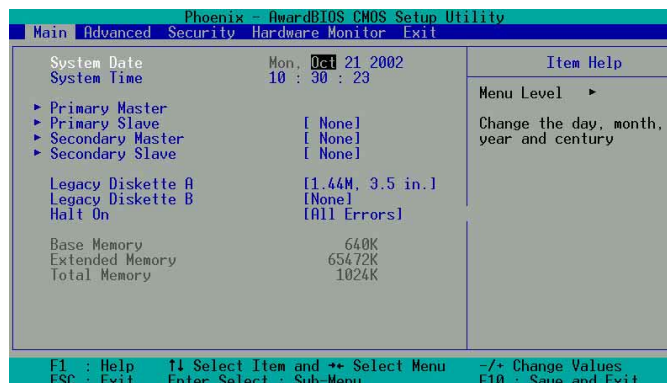 Phoenix - AwardBIOS CMOS Setup Utility
Main Advanced Security Hardware Monitor Exit
System Date Mon, Oct 21 2002
System Time 10 : 30 : 23
▸ Primary Master
▸ Primary Slave [ None]
▸ Secondary Master [ None]
▸ Secondary Slave [ None]
Legacy Diskette A [1.44M, 3.5 in.]
Legacy Diskette B [None]
Halt On [All Errors]
Base Memory 640K
Extended Memory 65472K
Total Memory 1024K
Item Help
Menu Level ▸
Change the day, month,
year and century
F1 : Help ↑↓ Select Item and →← Select Menu -/+ Change Values
ESC : Exit Enter Select : Sub-Menu F10 : Save and Exit